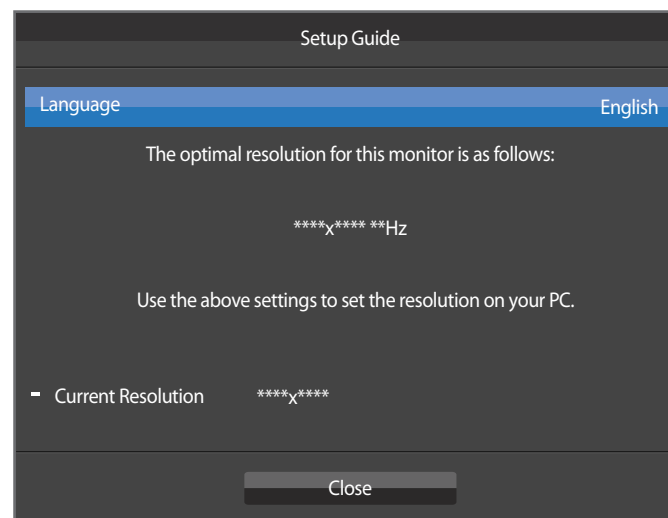 Setup Guide
Language English
The optimal resolution for this monitor is as follows:
****x**** **Hz
Use the above settings to set the resolution on your PC.
- Current Resolution ****x****
Close